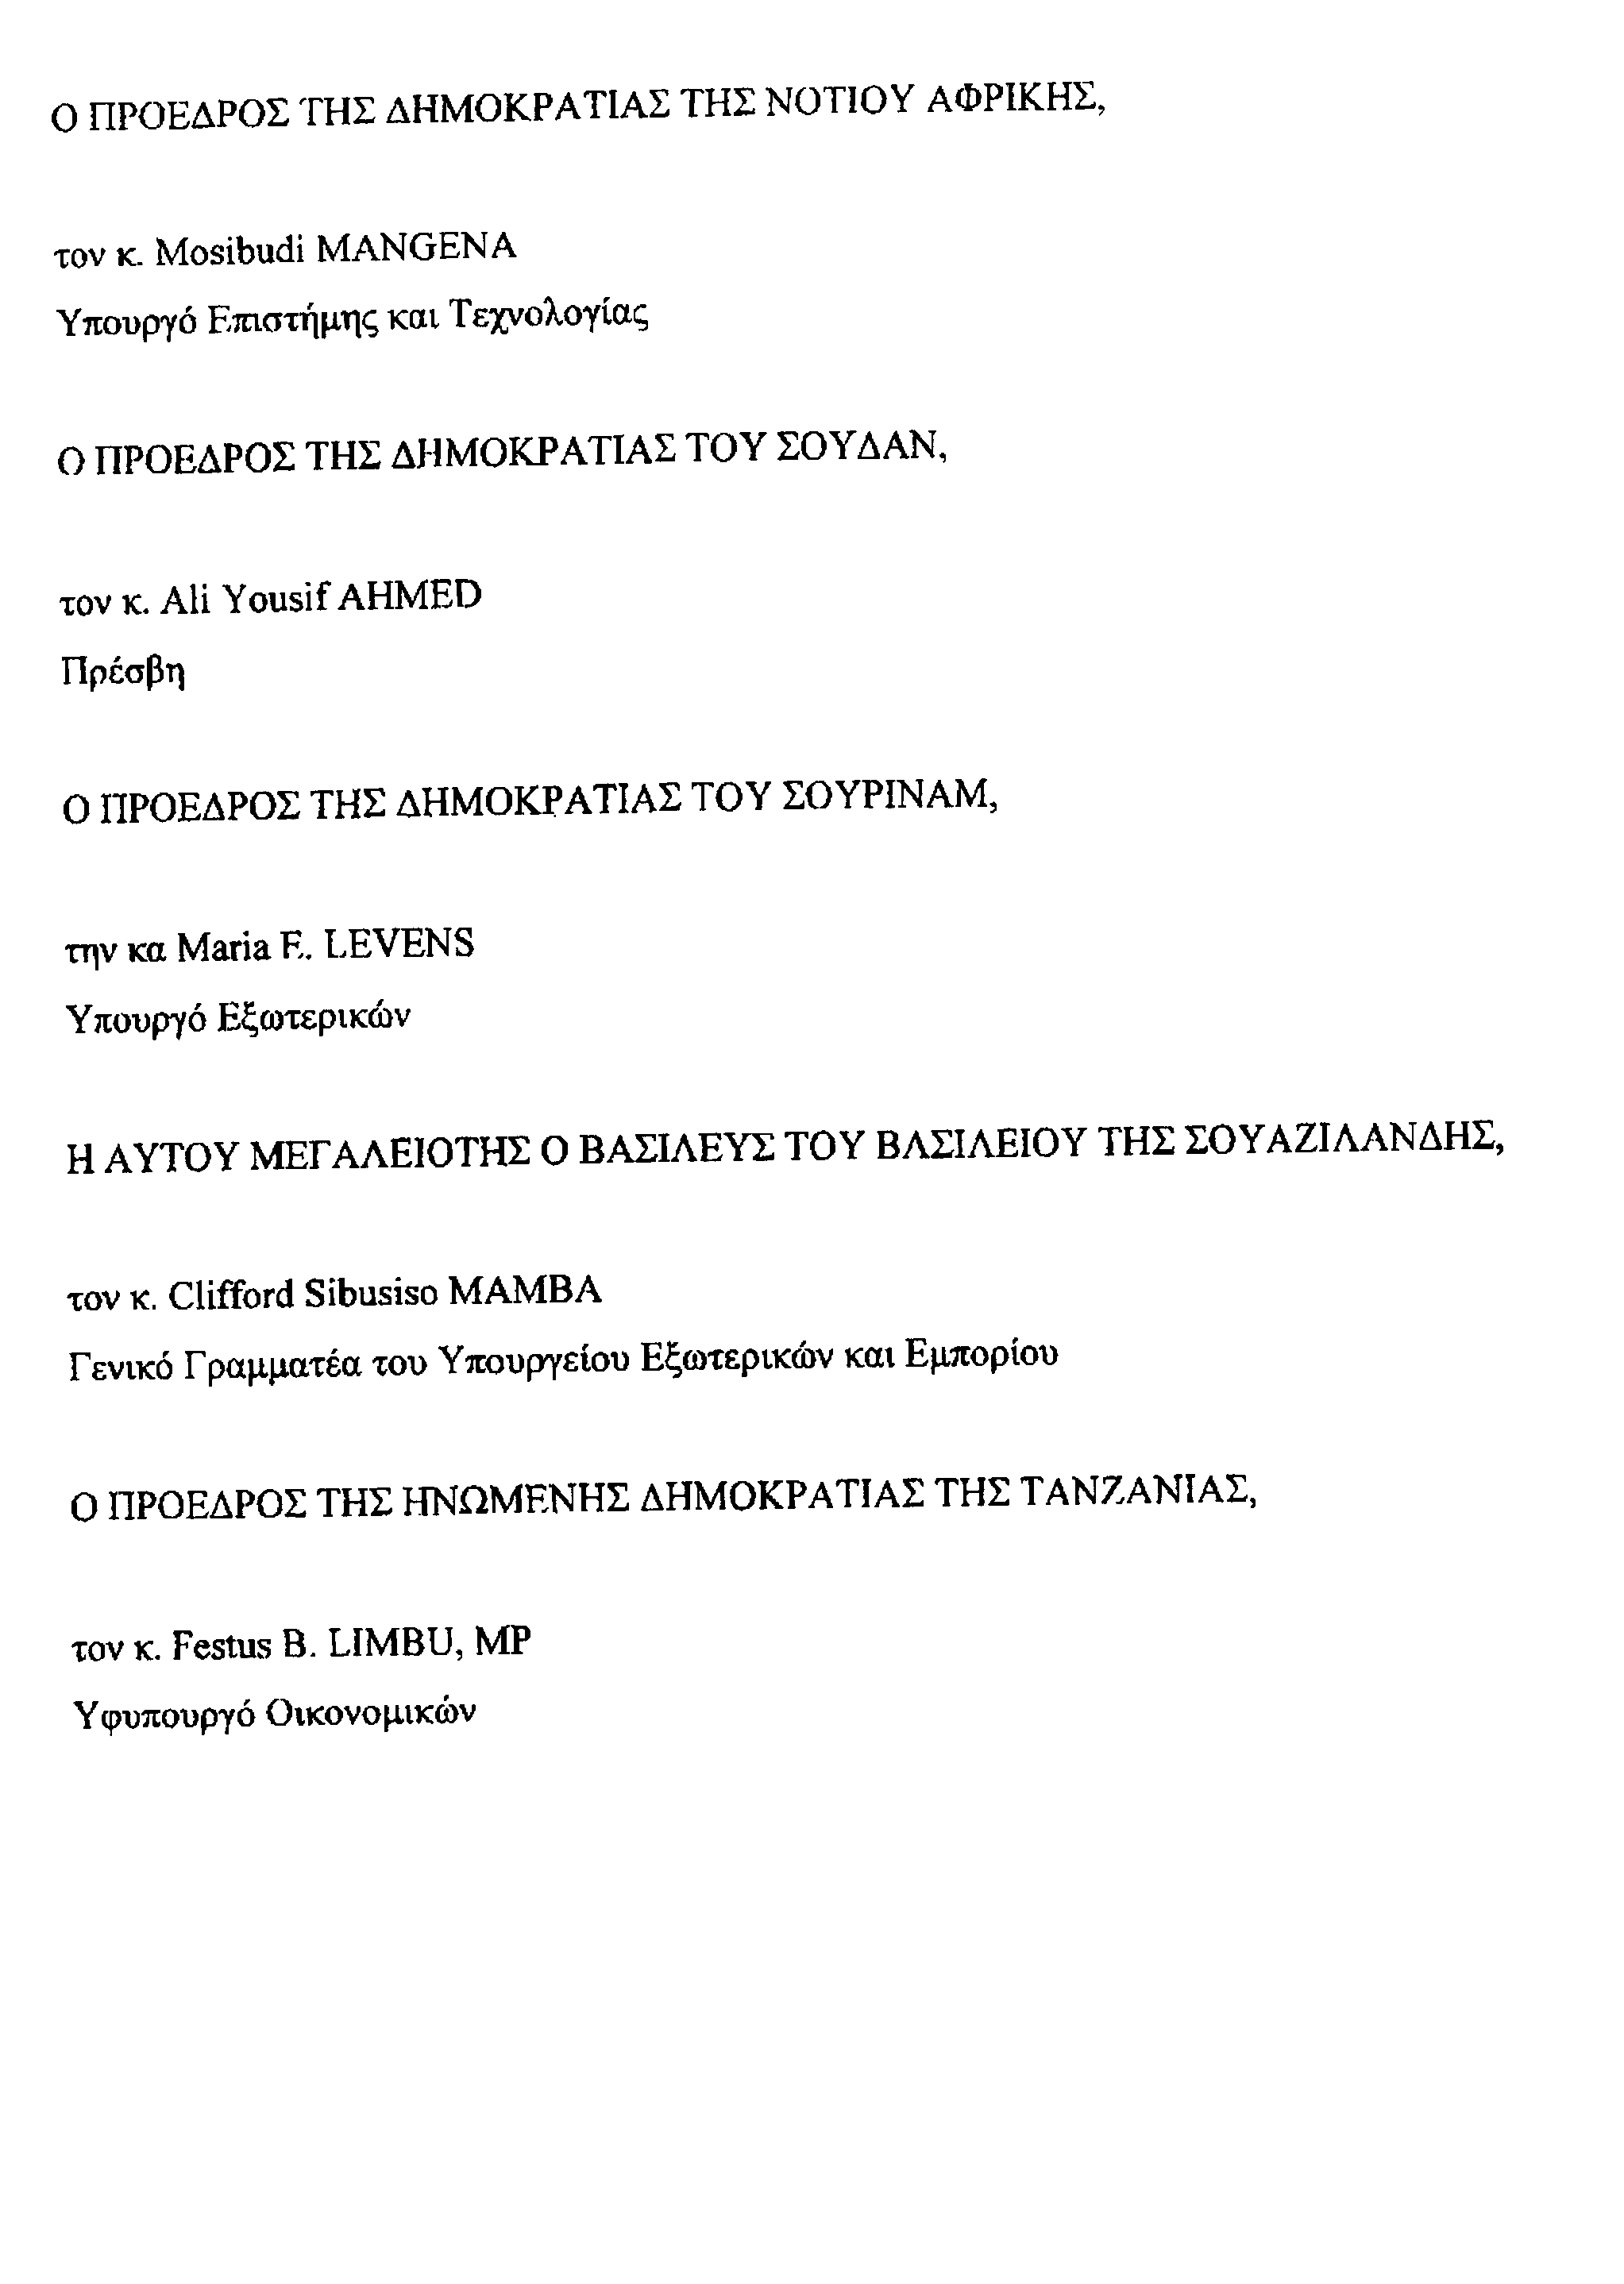 Ο ΠΡΟΕΔΡΟΣ ΤΗΣ ΔΗΜΟΚΡΑΤΙΑΣ ΤΗΣ ΝΟΤΙΟΥ ΑΦΡΙΚΗΣ,
τον κ. Mosibudi MANGENA
Υπουργό Επιστήμης και Τεχνολογίας
Ο ΠΡΟΕΔΡΟΣ ΤΗΣ ΔΗΜΟΚΡΑΤΙΑΣ ΤΟΥ ΣΟΥΔΑΝ,
τον κ. Ali Yousif AHMED
Πρέσβη
Ο ΠΡΟΕΔΡΟΣ ΤΗΣ ΔΗΜΟΚΡΑΤΙΑΣ ΤΟΥ ΣΟΥΡΙΝΑΜ,
την κα Maria E. LEVENS
Υπουργό Εξωτερικών
Η ΑΥΤΟΥ ΜΕΓΑΛΕΙΟΤΗΣ Ο ΒΑΣΙΛΕΥΣ ΤΟΥ ΒΑΣΙΛΕΙΟΥ ΤΗΣ ΣΟΥΑΖΙΛΑΝΔΗΣ,
τον κ. Clifford Sibusiso MAMBA
Γενικό Γραμματέα του Υπουργείου Εξωτερικών και Εμπορίου
Ο ΠΡΟΕΔΡΟΣ ΤΗΣ ΗΝΩΜΕΝΗΣ ΔΗΜΟΚΡΑΤΙΑΣ ΤΗΣ ΤΑΝΖΑΝΙΑΣ,
τον κ. Festus B. LIMBU, MP
Υφυπουργό Οικονομικών